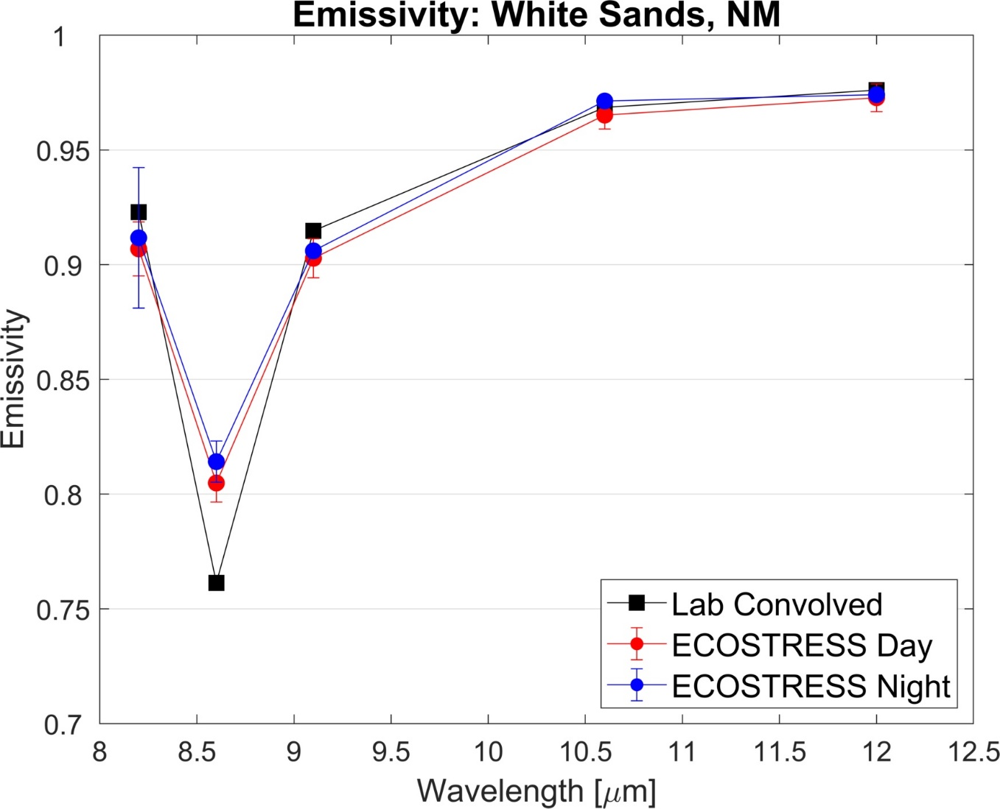 Emissivity: White Sands, NM
1
0.95
0.9
0.85
0.8
0.75
0.7
Emissivity
Lab Convolved
ECOSTRESS Day
ECOSTRESS Night
8 8.5 9 9.5 10 10.5 11 11.5 12 12.5
Wavelength [μm]